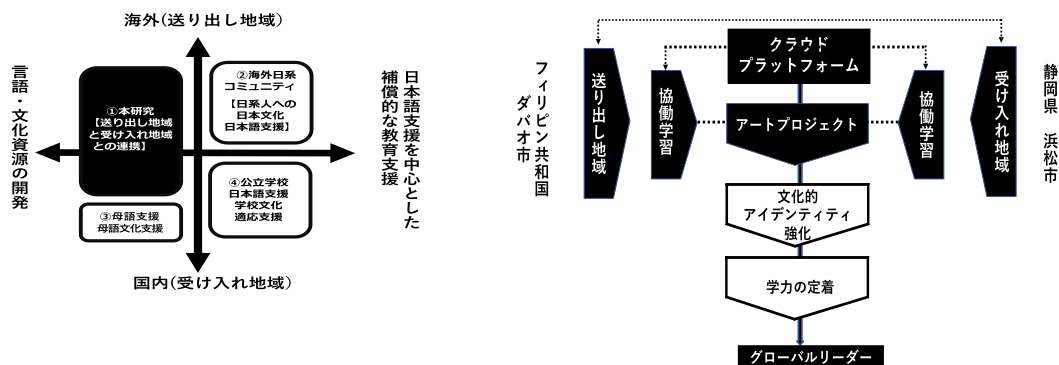 海外(送り出し地域)
言語・文化資源の開発
①本研究
【送り出し地域
と受け入れ地域
との連携】
②海外日系
コミュニティ
【日系人への
日本文化
日本語支援】
③母語支援
母語文化支援
④公立学校
日本語支援
学校文化
適応支援
日本語支援を中心とした
補償的な教育支援
国内(受け入れ地域)
フィリピン共和国
ダバオ市
送り出し地域
協働学習
クラウド
プラットフォーム
アートプロジェクト
協働学習
受け入れ地域
静岡県 浜松市
文化的
アイデンティティ
強化
学力の定着
グローバルリーダー